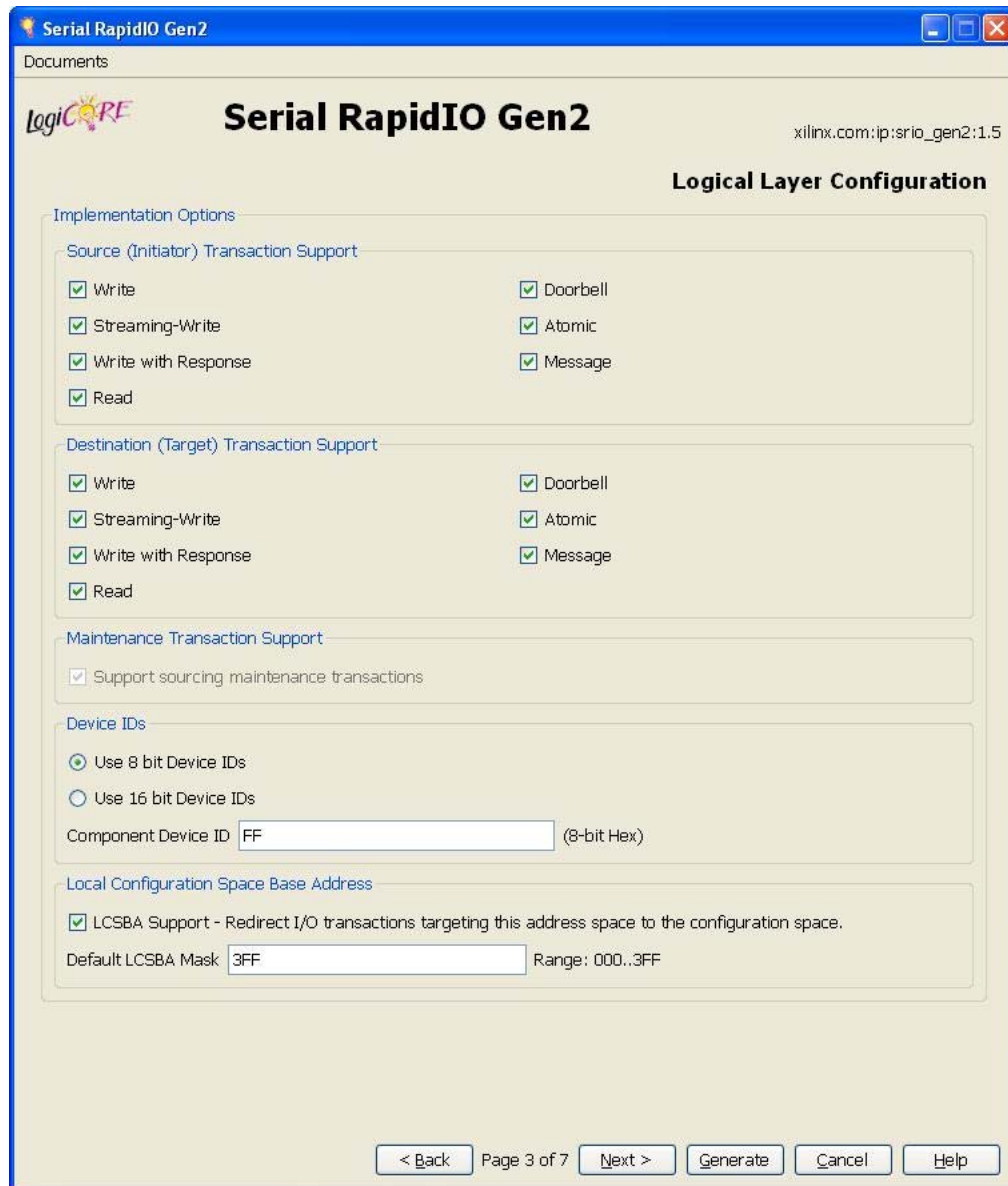 Serial RapidIO Gen2
Documents
LogiCORE
Serial RapidIO Gen2
xilinx.com:ip:srio_gen2:1.5
Logical Layer Configuration
Implementation Options
Source (Initiator) Transaction Support
Write Doorbell
Streaming-Write Atomic
Write with Response Message
Read
Destination (Target) Transaction Support
Write Doorbell
Streaming-Write Atomic
Write with Response Message
Read
Maintenance Transaction Support
Support sourcing maintenance transactions
Device IDs
Use 8 bit Device IDs
Use 16 bit Device IDs
Component Device ID FF (8-bit Hex)
Local Configuration Space Base Address
LCSBA Support - Redirect I/O transactions targeting this address space to the configuration space.
Default LCSBA Mask 3FF Range: 000..3FF
< Back Page 3 of 7 Next > Generate Cancel Help